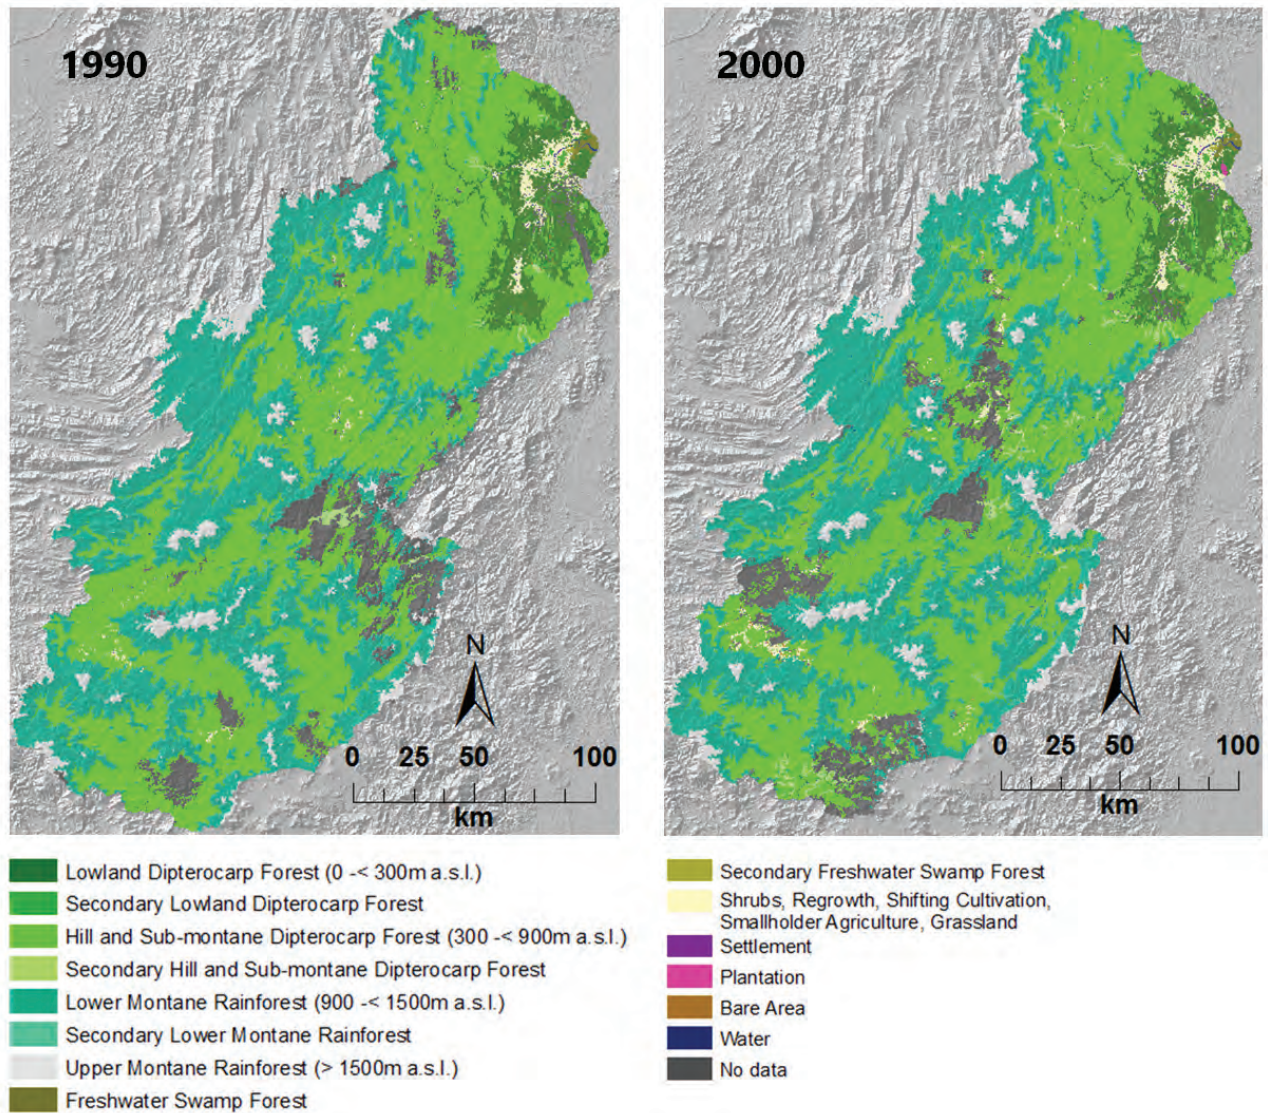 1990
2000
N
0 25 50 100
km
N
0 25 50 100
km
Lowland Dipterocarp Forest (0 -< 300m a.s.l.)
Secondary Lowland Dipterocarp Forest
Hill and Sub-montane Dipterocarp Forest (300 -< 900m a.s.l.)
Secondary Hill and Sub-montane Dipterocarp Forest
Lower Montane Rainforest (900 -< 1500m a.s.l.)
Secondary Lower Montane Rainforest
Upper Montane Rainforest (> 1500m a.s.l.)
Freshwater Swamp Forest
Secondary Freshwater Swamp Forest
Shrubs, Regrowth, Shifting Cultivation,
Smallholder Agriculture, Grassland
Settlement
Plantation
Bare Area
Water
No data